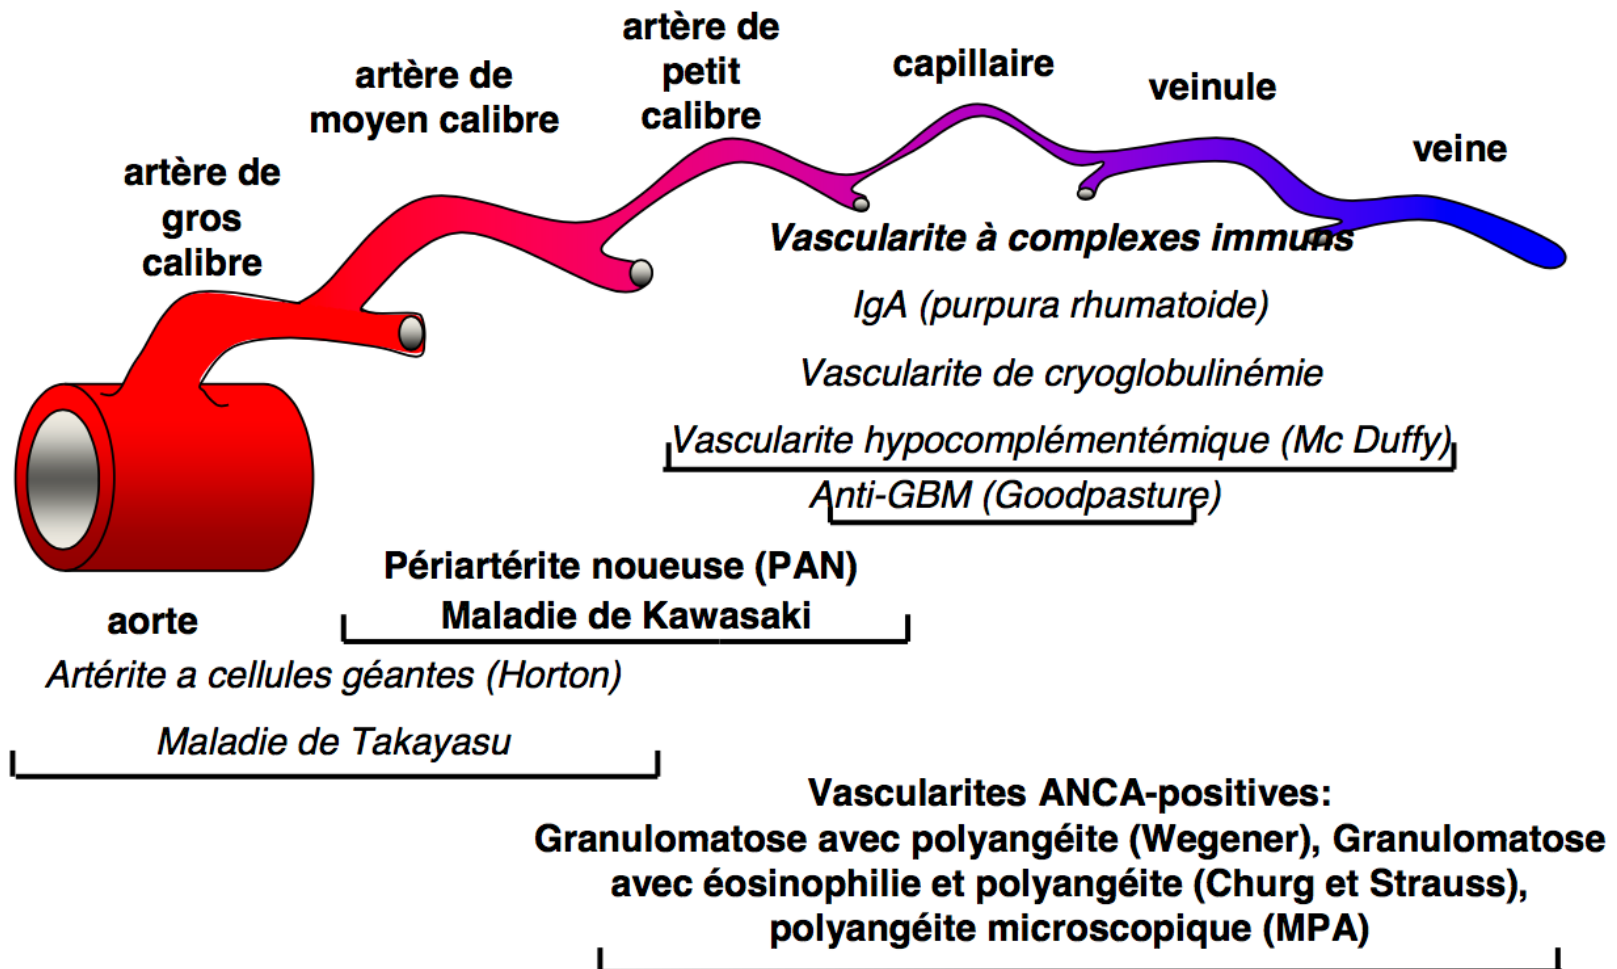 artère de
petit
calibre
artère de
moyen calibre
capillaire
veinule
veine
artère de
gros
calibre
Vascularite à complexes immuns
IgA (purpura rhumatoide)
Vascularite de cryoglobulinémie
Vascularite hypocomplémentémique (Mc Duffy)
Anti-GBM (Goodpasture)
Périartérite noueuse (PAN)
Maladie de Kawasaki
aorte
Artérite a cellules géantes (Horton)
Maladie de Takayasu
Vascularites ANCA-positives:
Granulomatose avec polyangéite (Wegener), Granulomatose
avec éosinophilie et polyangéite (Churg et Strauss),
polyangéite microscopique (MPA)